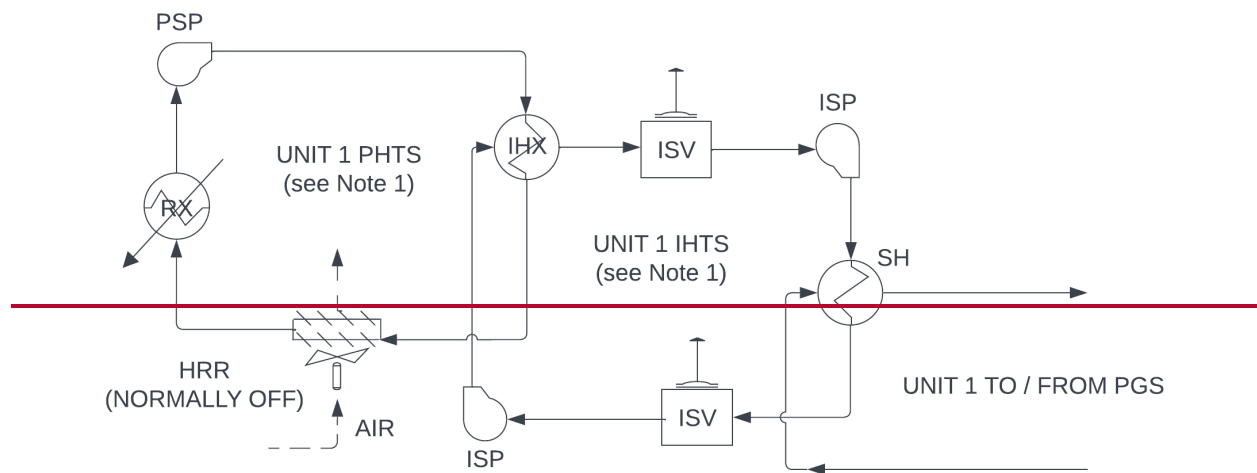 PSP
ISP
IHX
ISV
UNIT 1 PHTS
(see Note 1)
RX
UNIT 1 IHTS
(see Note 1)
SH
HRR
(NORMALLY OFF)
AIR
ISP
ISV
UNIT 1 TO / FROM PGS